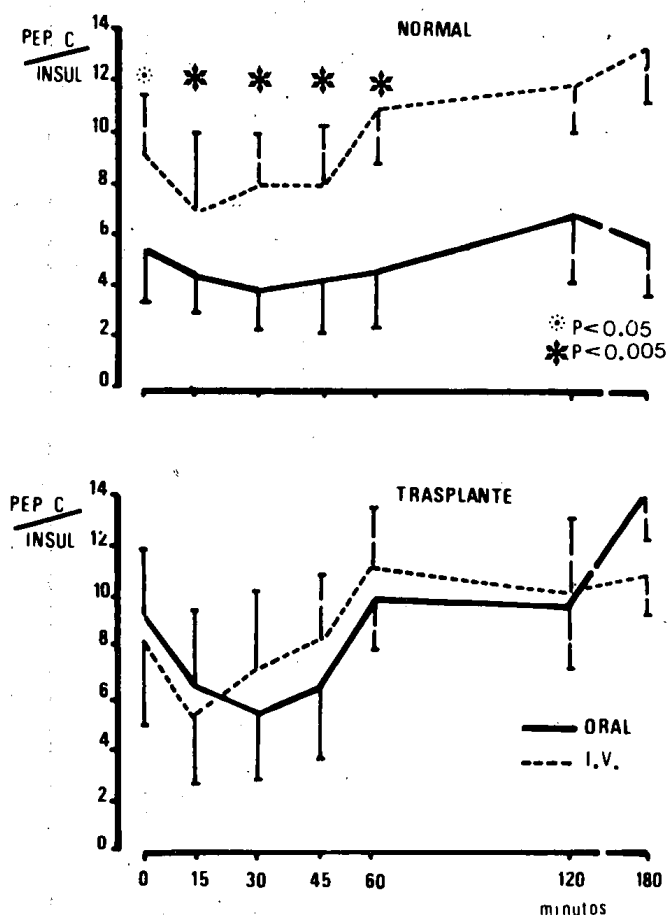 NORMAL
PEP C
INSUL
14
12
10
8
6
4
2
0
P<0.05
P<0.005
TRASPLANTE
PEP C
INSUL
14
12
10
8
6
4
2
0
ORAL
I.V.
0 15 30 45 60 120 180
minutos